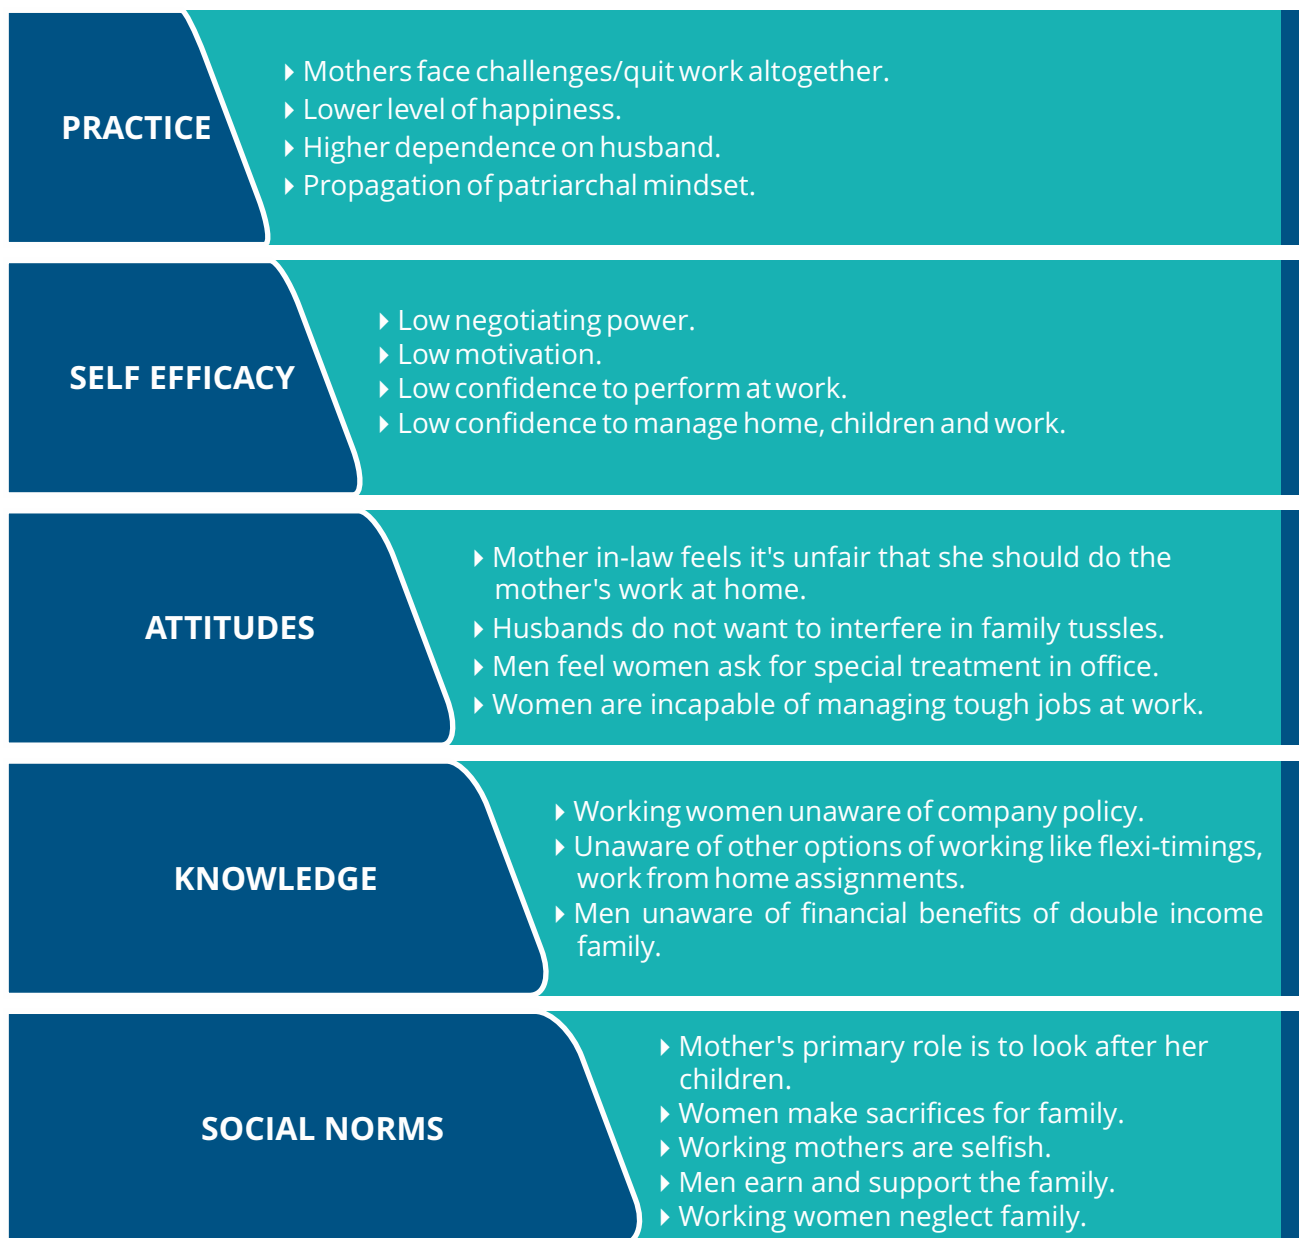 PRACTICE
Mothers face challenges/quit work altogether.
Lower level of happiness.
Higher dependence on husband.
Propagation of patriarchal mindset.
SELF EFFICACY
Low negotiating power.
Low motivation.
Low confidence to perform at work.
Low confidence to manage home, children and work.
ATTITUDES
Mother in-law feels it's unfair that she should do the
mother's work at home.
Husbands do not want to interfere in family tussles.
Men feel women ask for special treatment in office.
Women are incapable of managing tough jobs at work.
KNOWLEDGE
Working women unaware of company policy.
Unaware of other options of working like flexi-timings,
work from home assignments.
Men unaware of financial benefits of double income
family.
SOCIAL NORMS
Mother's primary role is to look after her
children.
Women make sacrifices for family.
Working mothers are selfish.
Men earn and support the family.
Working women neglect family.